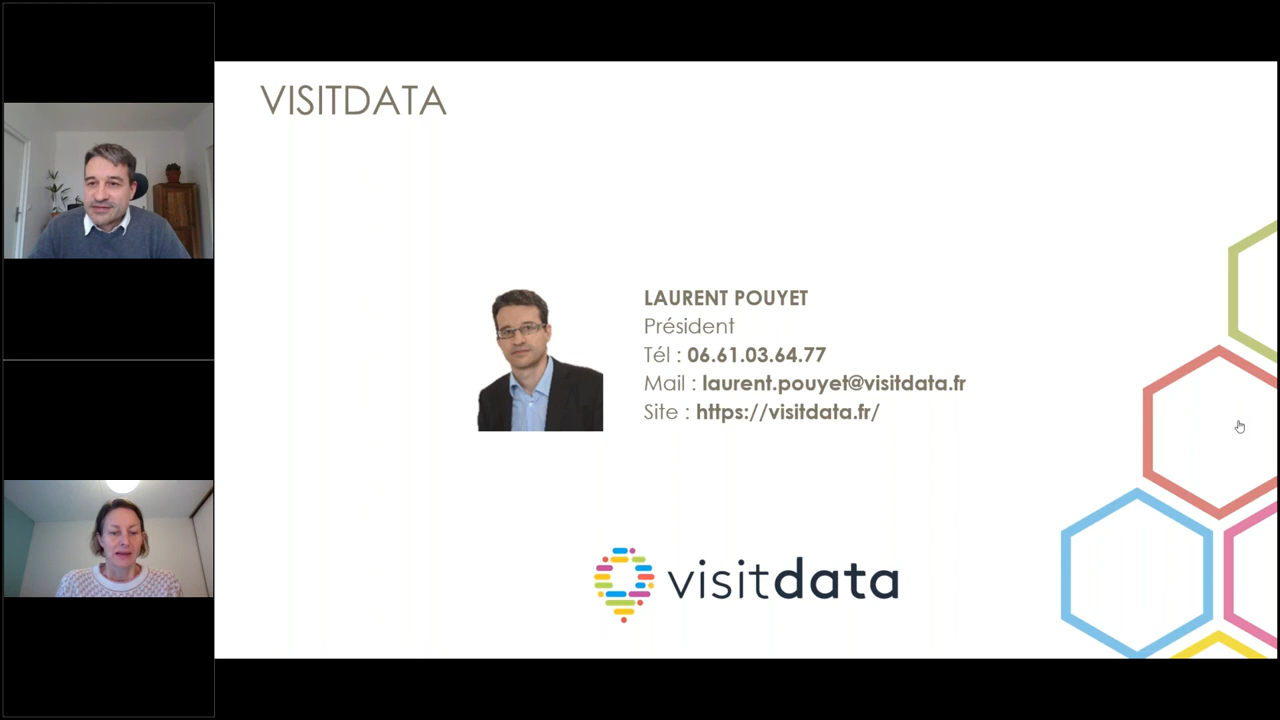 VISITDATA
LAURENT POUYET
Président
Tél : 06.61.03.64.77
Mail : laurent.pouyet@visitdata.fr
Site : https://visitdata.fr/
visitdata